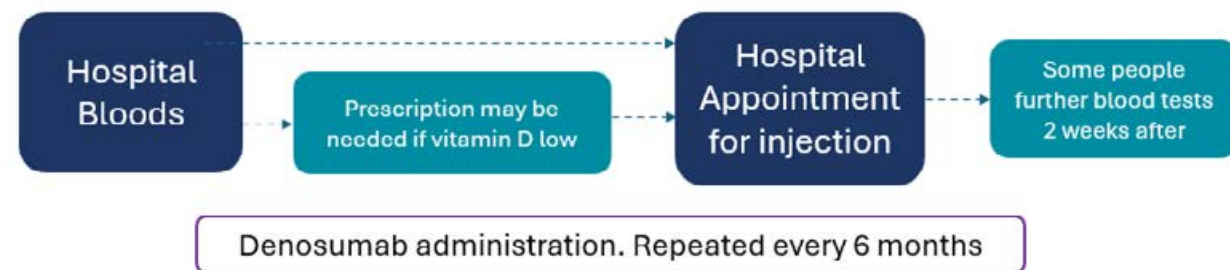 Hospital
Bloods
Prescription may be
needed if vitamin D low
Hospital
Appointment
for injection
Some people
further blood tests
2 weeks after
Denosumab administration. Repeated every 6 months